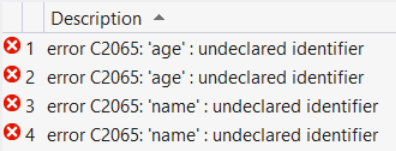 Description
1 error C2065: 'age' : undeclared identifier
2 error C2065: 'age' : undeclared identifier
3 error C2065: 'name' : undeclared identifier
4 error C2065: 'name' : undeclared identifier